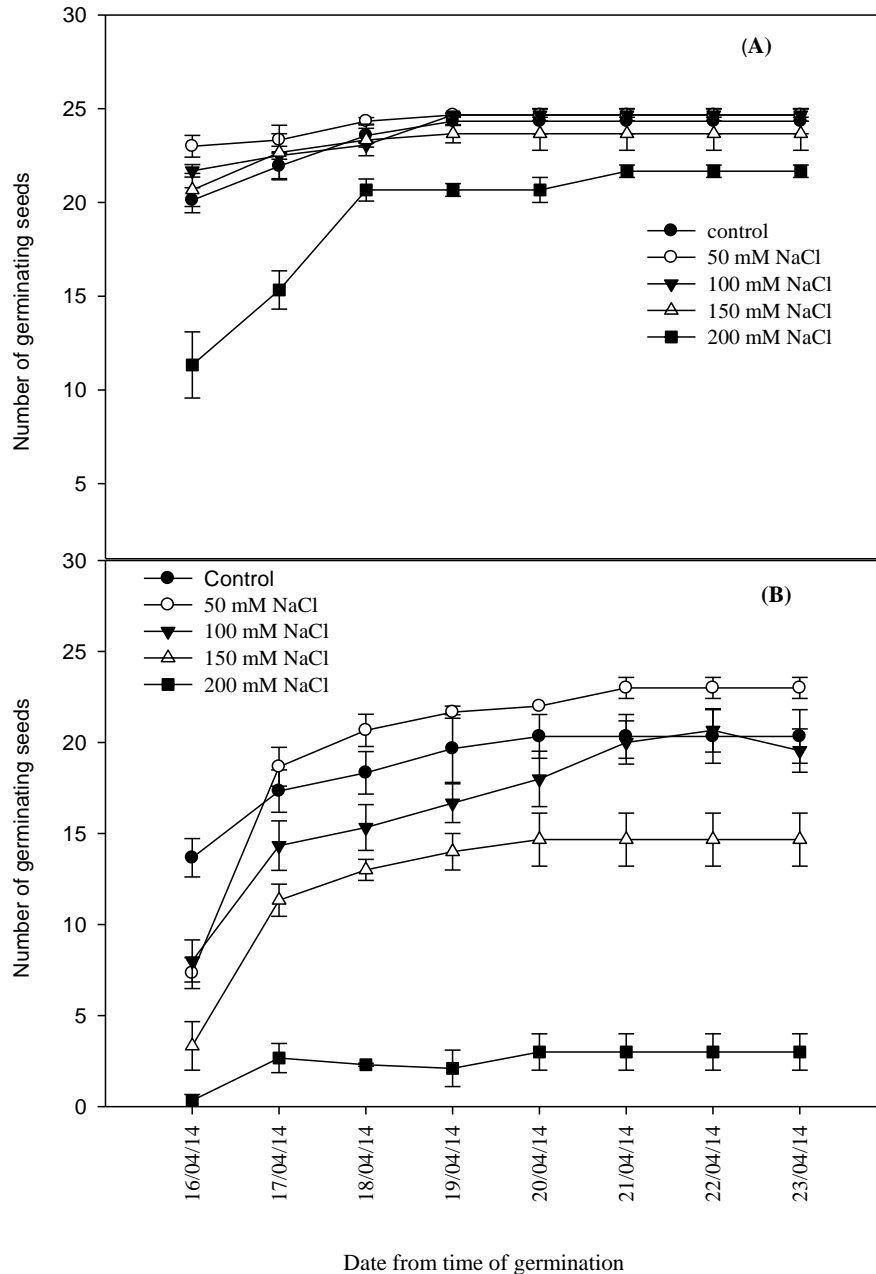 30
(A)
25
20
15
10
5
Number of germinating seeds
control
50 mM NaCl
100 mM NaCl
150 mM NaCl
200 mM NaCl
30
(B)
25
20
15
10
5
0
Number of germinating seeds
Control
50 mM NaCl
100 mM NaCl
150 mM NaCl
200 mM NaCl
16/04/14
17/04/14
18/04/14
19/04/14
20/04/14
21/04/14
22/04/14
23/04/14
Date from time of germination